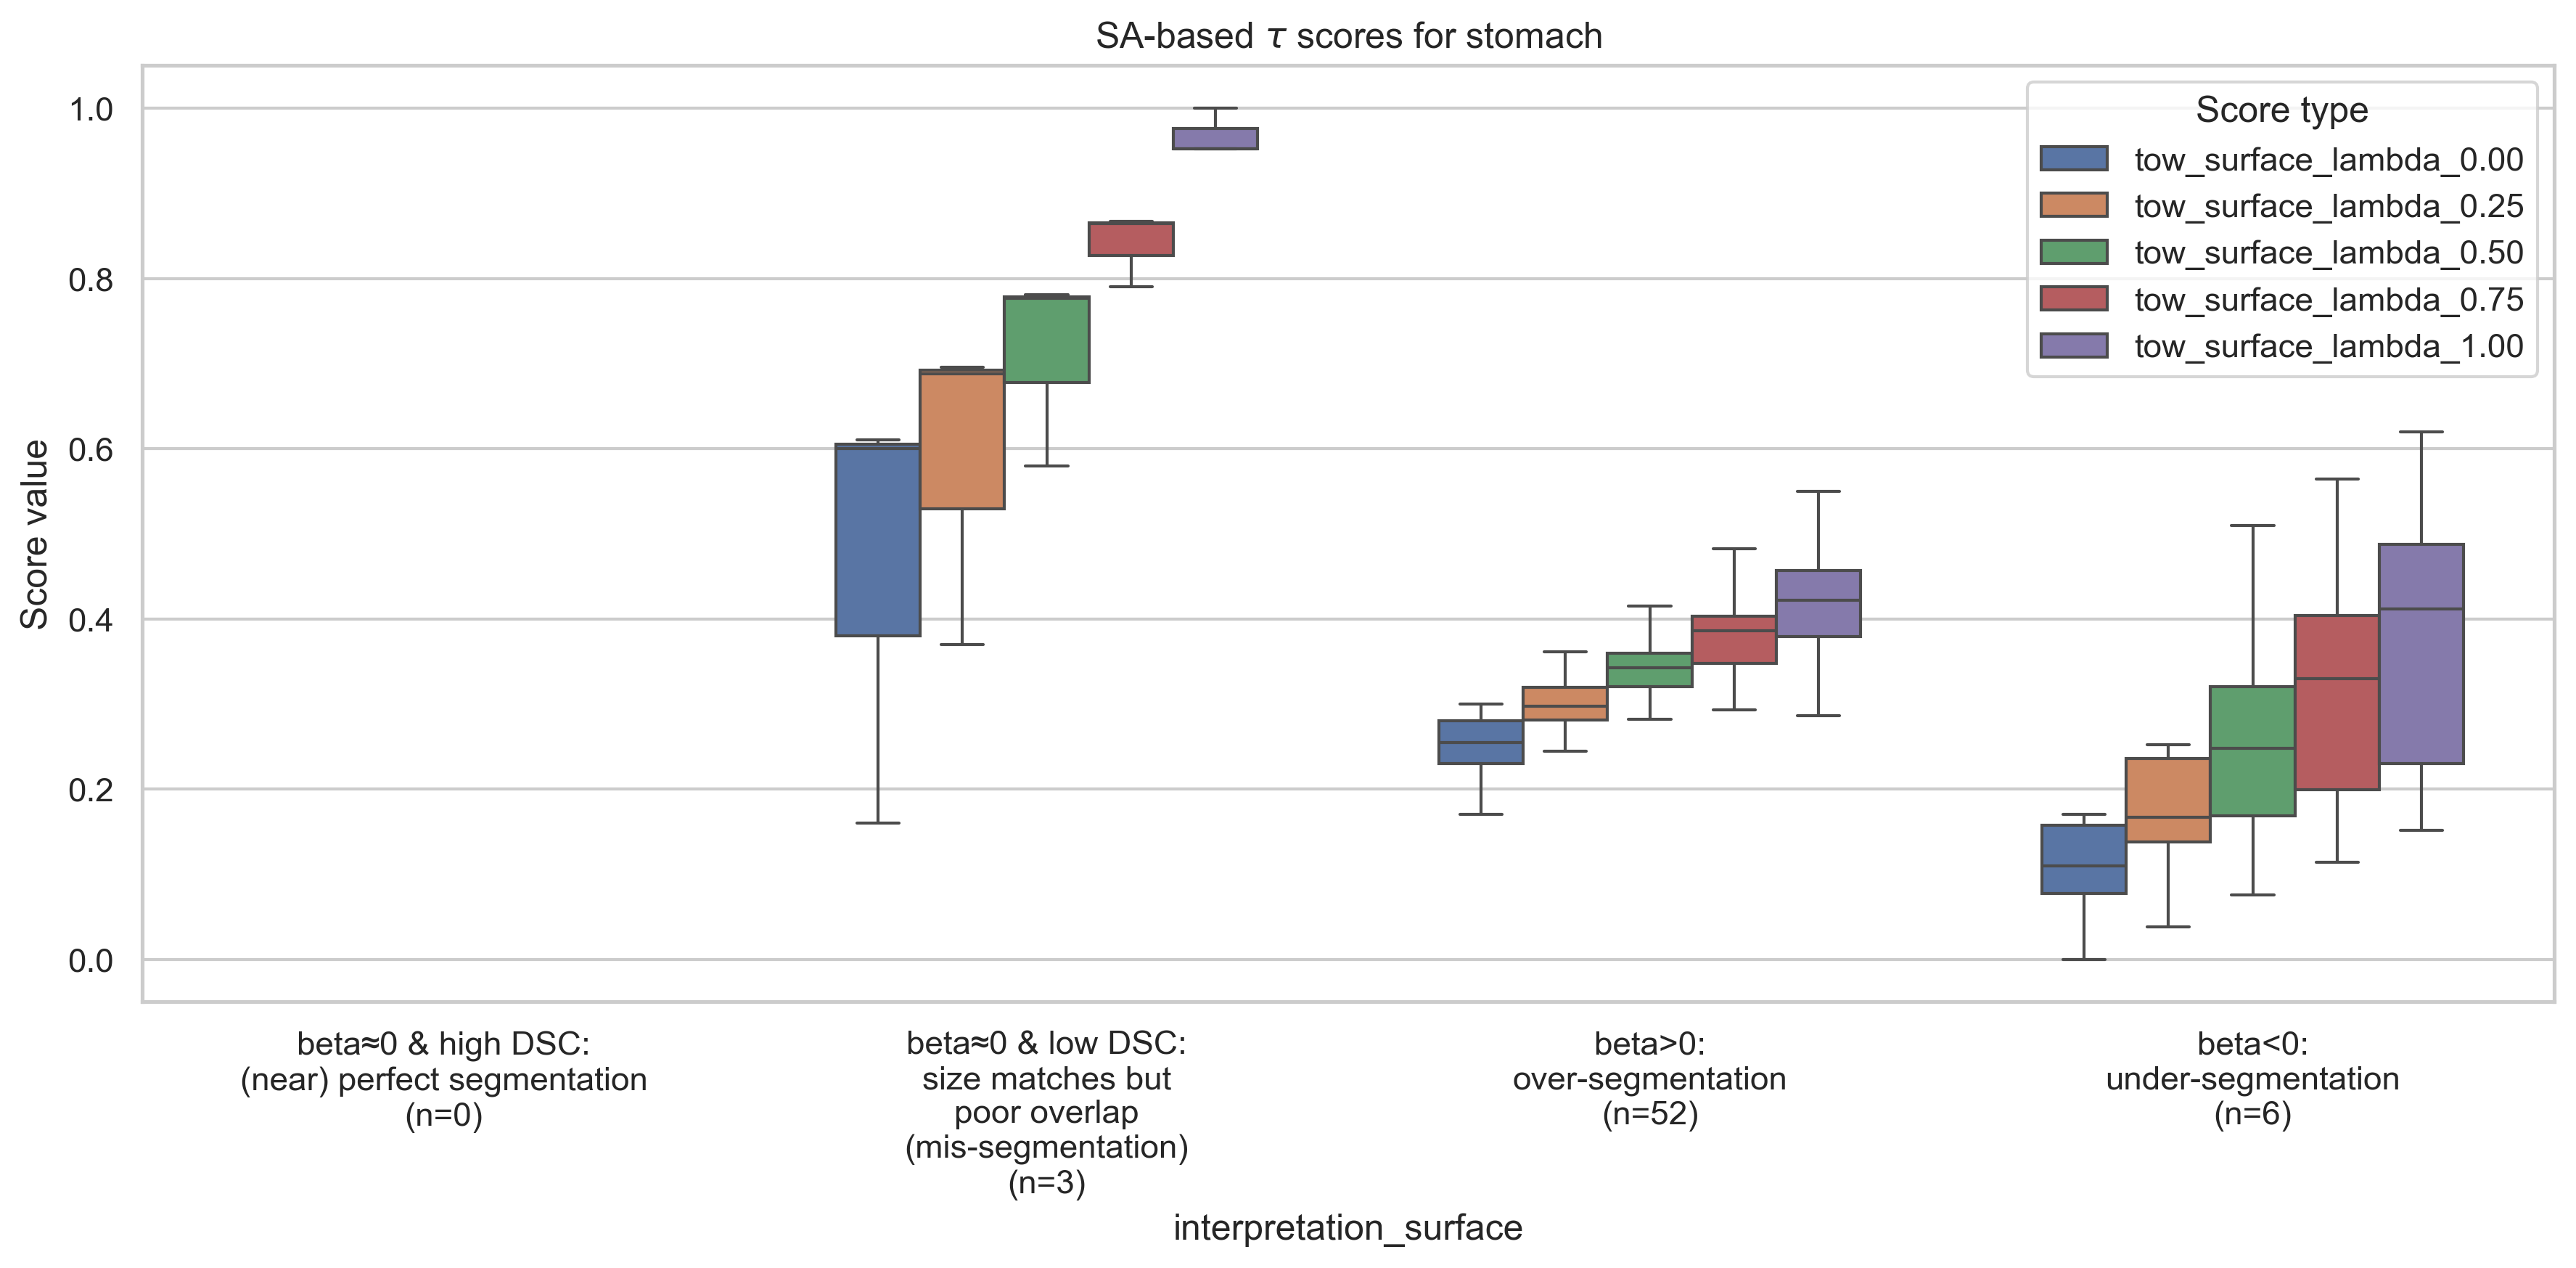 SA-based τ scores for stomach
Score value
1.0
0.8
0.6
0.4
0.2
0.0
Score type
tow_surface_lambda_0.00
tow_surface_lambda_0.25
tow_surface_lambda_0.50
tow_surface_lambda_0.75
tow_surface_lambda_1.00
beta≈0 & high DSC:
(near) perfect segmentation
(n=0)
beta≈0 & low DSC:
size matches but
poor overlap
(mis-segmentation)
(n=3)
beta>0:
over-segmentation
(n=52)
beta<0:
under-segmentation
(n=6)
interpretation_surface